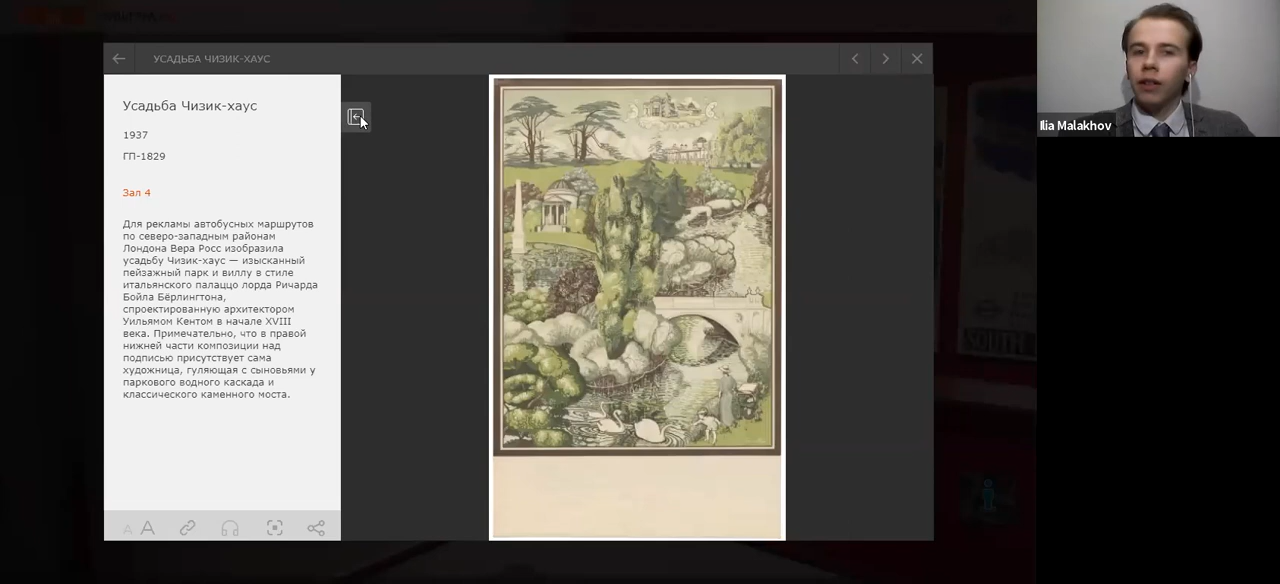 УСАДЬБА ЧИЗИК-ХАУС
Усадьба Чизик-хаус
1937
ГП-1829
Зал 4
Для рекламы автобусных маршрутов
по северо-западным районам
Лондона Вера Росс изобразила
усадьбу Чизик-хаус — изысканный
пейзажный парк и виллу в стиле
итальянского палаццо лорда Ричарда
Бойла Бёрлингтона,
спроектированную архитектором
Уильямом Кентом в начале XVIII
века. Примечательно, что в правой
нижней части композиции над
подписью присутствует сама
художница, гуляющая с сыновьями у
паркового водного каскада и
классического каменного моста.
A A
Ilia Malakhov
SOUTH